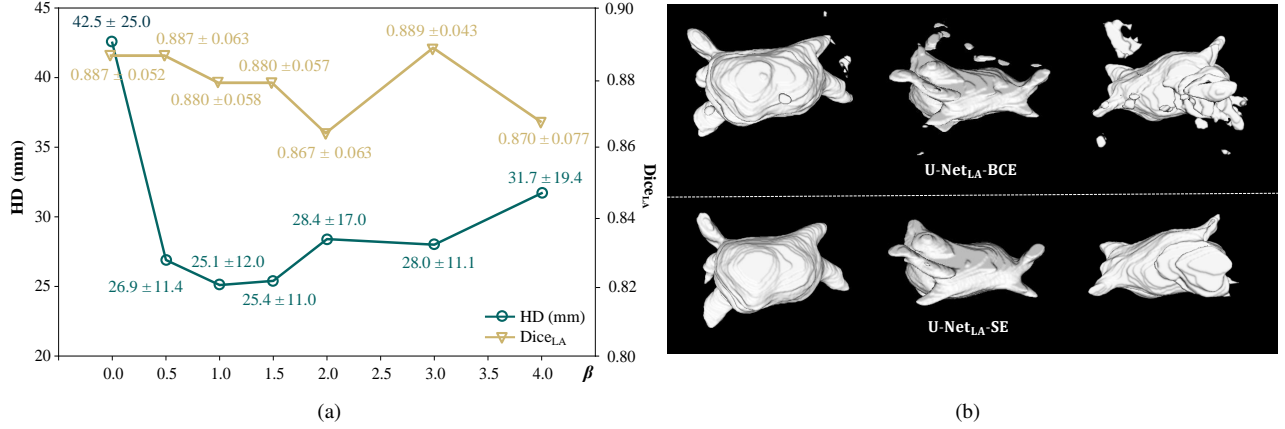 42.5 ± 25.0
0.887 ± 0.063
0.887 ± 0.052
0.880 ± 0.057
0.880 ± 0.058
0.889 ± 0.043
0.867 ± 0.063
0.870 ± 0.077
26.9 ± 11.4
25.1 ± 12.0
25.4 ± 11.0
28.4 ± 17.0
28.0 ± 11.1
31.7 ± 19.4
HD (mm)
Dice_LA
45
40
35
30
25
20
HD (mm)
0.90
0.88
0.86
0.84
0.82
0.80
Dice_LA
0.0 0.5 1.0 1.5 2.0 3.0 4.0 β
(a)
U-Net_LA-BCE
U-Net_LA-SE
(b)